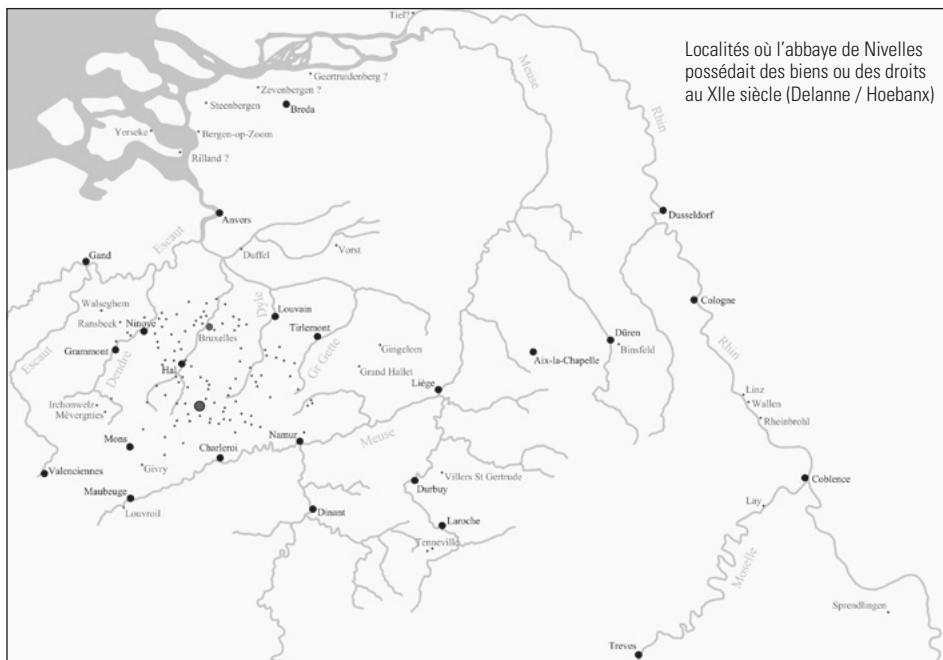 Localités où l'abbaye de Nivelles
possédait des biens ou des droits
au XIIe siècle (Delanne / Hoebanx)
Tiel?
Meuse
Rhin
Geertruidenberg ?
Zevenbergen ?
Steenbergen
Breda
Yerseke
Bergen-op-Zoom
Rilland ?
Anvers
Dusseldorf
Escaut
Duffel
Vorst
Gand
Walseghem
Ransbeek
Ninove
Bruxelles
Dyle
Louvain
Tirlemont
Cologne
Grammont
Dendre
Hal
Gr Gette
Gingelom
Grand Hallet
Düren
Binsfeld
Aix-la-Chapelle
Rhin
Escaut
Liège
Irchonwelz
Mévergnies
Linz
Wallen
Rheinbrohl
Mons
Namur
Meuse
Charleroi
Givry
Valenciennes
Villers St Gertrude
Durbuy
Coblence
Maubeuge
Louvroil
Dinant
Laroche
Lay
Tenneville
Moselle
Sprendlingen
Treves